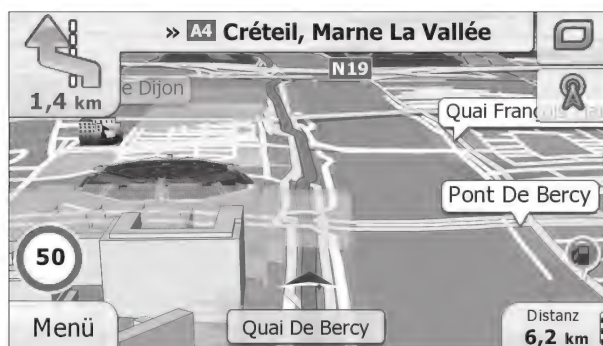 » A4 Créteil, Marne La Vallée
1,4 km
N19
e Dijon
Quai Franç
Pont De Bercy
50
Menü
Quai De Bercy
Distanz
6,2 km